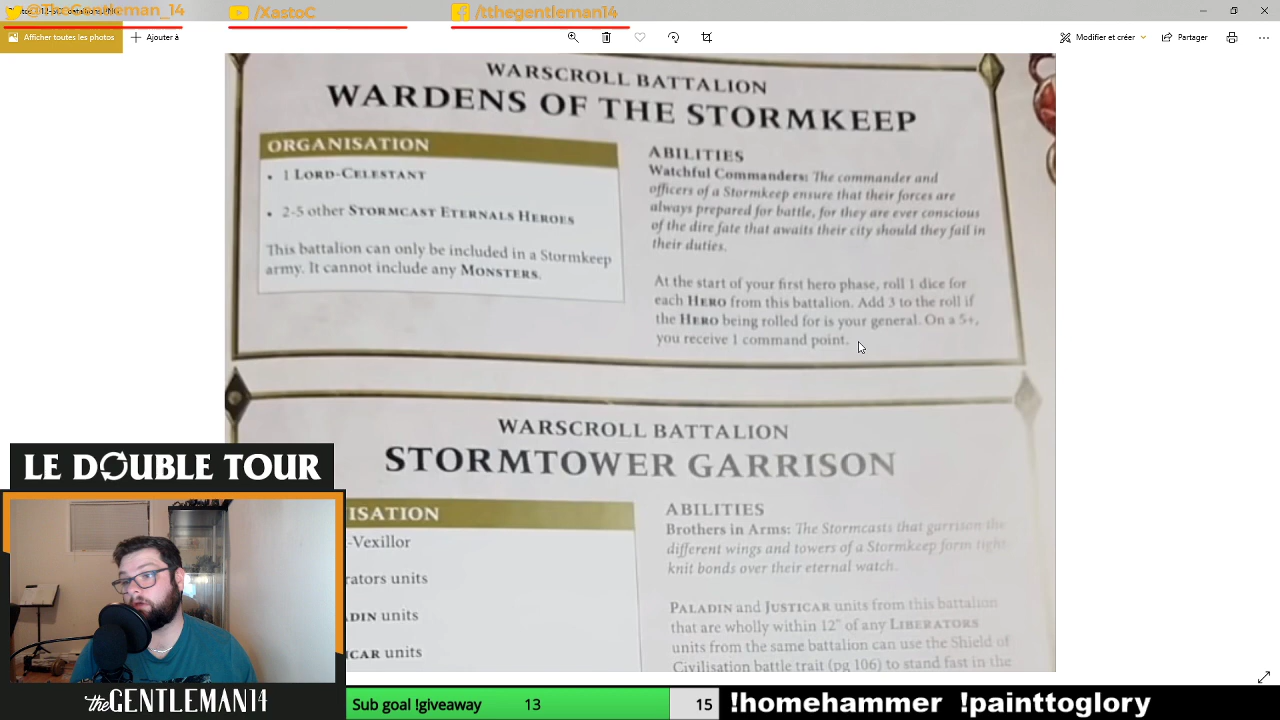 @TheGentleman_14
/XastoC
/tthegentleman14
Afficher toutes les photos
Ajouter à
Modifier et créer
Partager
WARSCROLL BATTALION
WARDENS OF THE STORMKEEP
ORGANISATION
• 1 LORD-CELESTANT
• 2-5 other STORMCAST ETERNALS HEROES
This battalion can only be included in a Stormkeep
army. It cannot include any MONSTERS.
ABILITIES
Watchful Commanders: The commander and
officers of a Stormkeep ensure that their forces are
always prepared for battle, for they are ever conscious
of the dire fate that awaits their city should they fail in
their duties.
At the start of your first hero phase, roll 1 dice for
each HERO from this battalion. Add 3 to the roll if
the HERO being rolled for is your general. On a 5+,
you receive 1 command point.
WARSCROLL BATTALION
STORMTOWER GARRISON
ISATION
-Vexillor
rators units
DIN units
ICAR units
ABILITIES
Brothers in Arms: The Stormcasts that garrison the
different wings and towers of a Stormkeep form tight
knit bonds over their eternal watch.
PALADIN and JUSTICAR units from this battalion
that are wholly within 12" of any LIBERATORS
units from the same battalion can use the Shield of
Civilisation battle trait (pg 106) to stand fast in the
LE DOUBLE TOUR
theGENTLEMAN14
Sub goal !giveaway 13 15
!homehammer !painttoglory